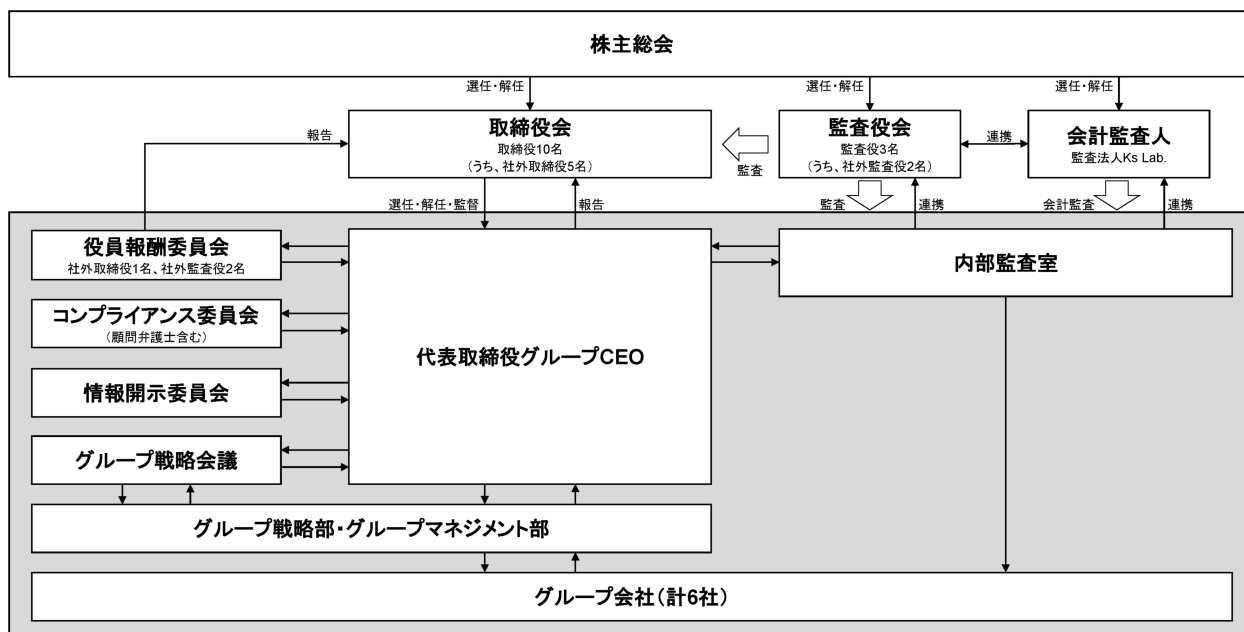 株主総会
選任・解任
選任・解任
選任・解任
報告
取締役会
取締役10名
(うち、社外取締役5名)
監査
監査役会
監査役3名
(うち、社外監査役2名)
連携
会計監査人
監査法人Ks Lab.
選任・解任・監督
報告
監査
連携
会計監査
連携
役員報酬委員会
社外取締役1名、社外監査役2名
コンプライアンス委員会
(顧問弁護士含む)
情報開示委員会
グループ戦略会議
代表取締役グループCEO
内部監査室
グループ戦略部・グループマネジメント部
グループ会社(計6社)